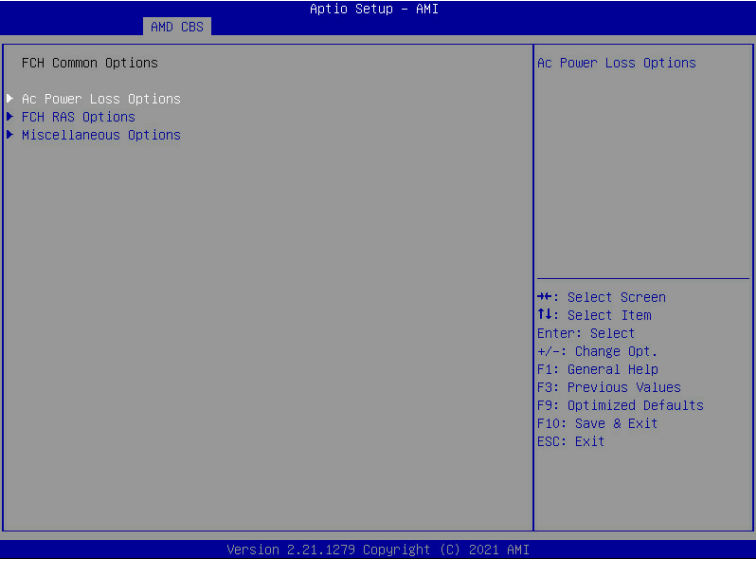 Aptio Setup - AMI
AMD CBS
FCH Common Options
Ac Power Loss Options
FCH RAS Options
Miscellaneous Options
Ac Power Loss Options
→←: Select Screen
↑↓: Select Item
Enter: Select
+/-: Change Opt.
F1: General Help
F3: Previous Values
F9: Optimized Defaults
F10: Save & Exit
ESC: Exit
Version 2.21.1279 Copyright (C) 2021 AMI